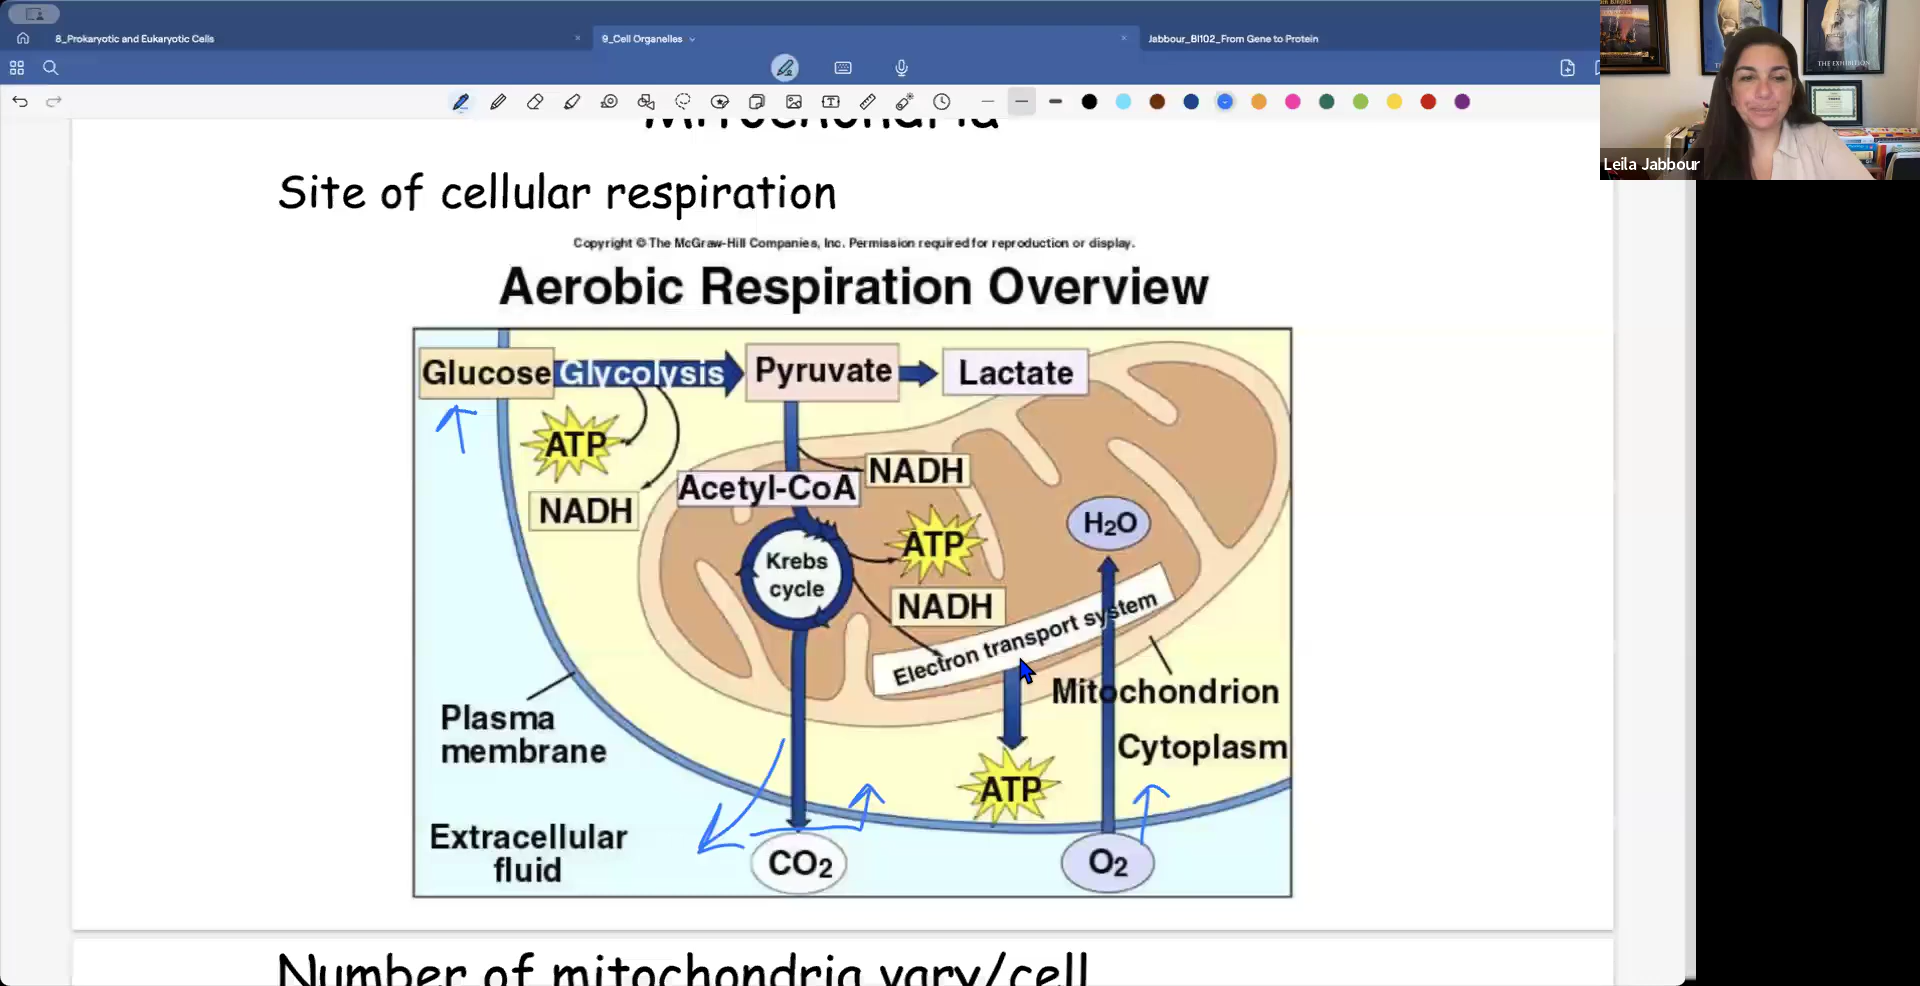 8_Prokaryotic and Eukaryotic Cells
9_Cell Organelles
Jabbour_BI102_From Gene to Protein
THE EXHIBITION
Leila Jabbour
Mitochondria
Site of cellular respiration
Copyright © The McGraw-Hill Companies, Inc. Permission required for reproduction or display.
Aerobic Respiration Overview
Glucose Glycolysis Pyruvate Lactate
ATP
NADH
NADH
Acetyl-CoA
H₂O
ATP
Krebs
cycle
NADH
Electron transport system
Mitochondrion
Plasma
membrane
Cytoplasm
ATP
Extracellular
fluid
CO₂
O₂
Number of mitochondria vary/cell